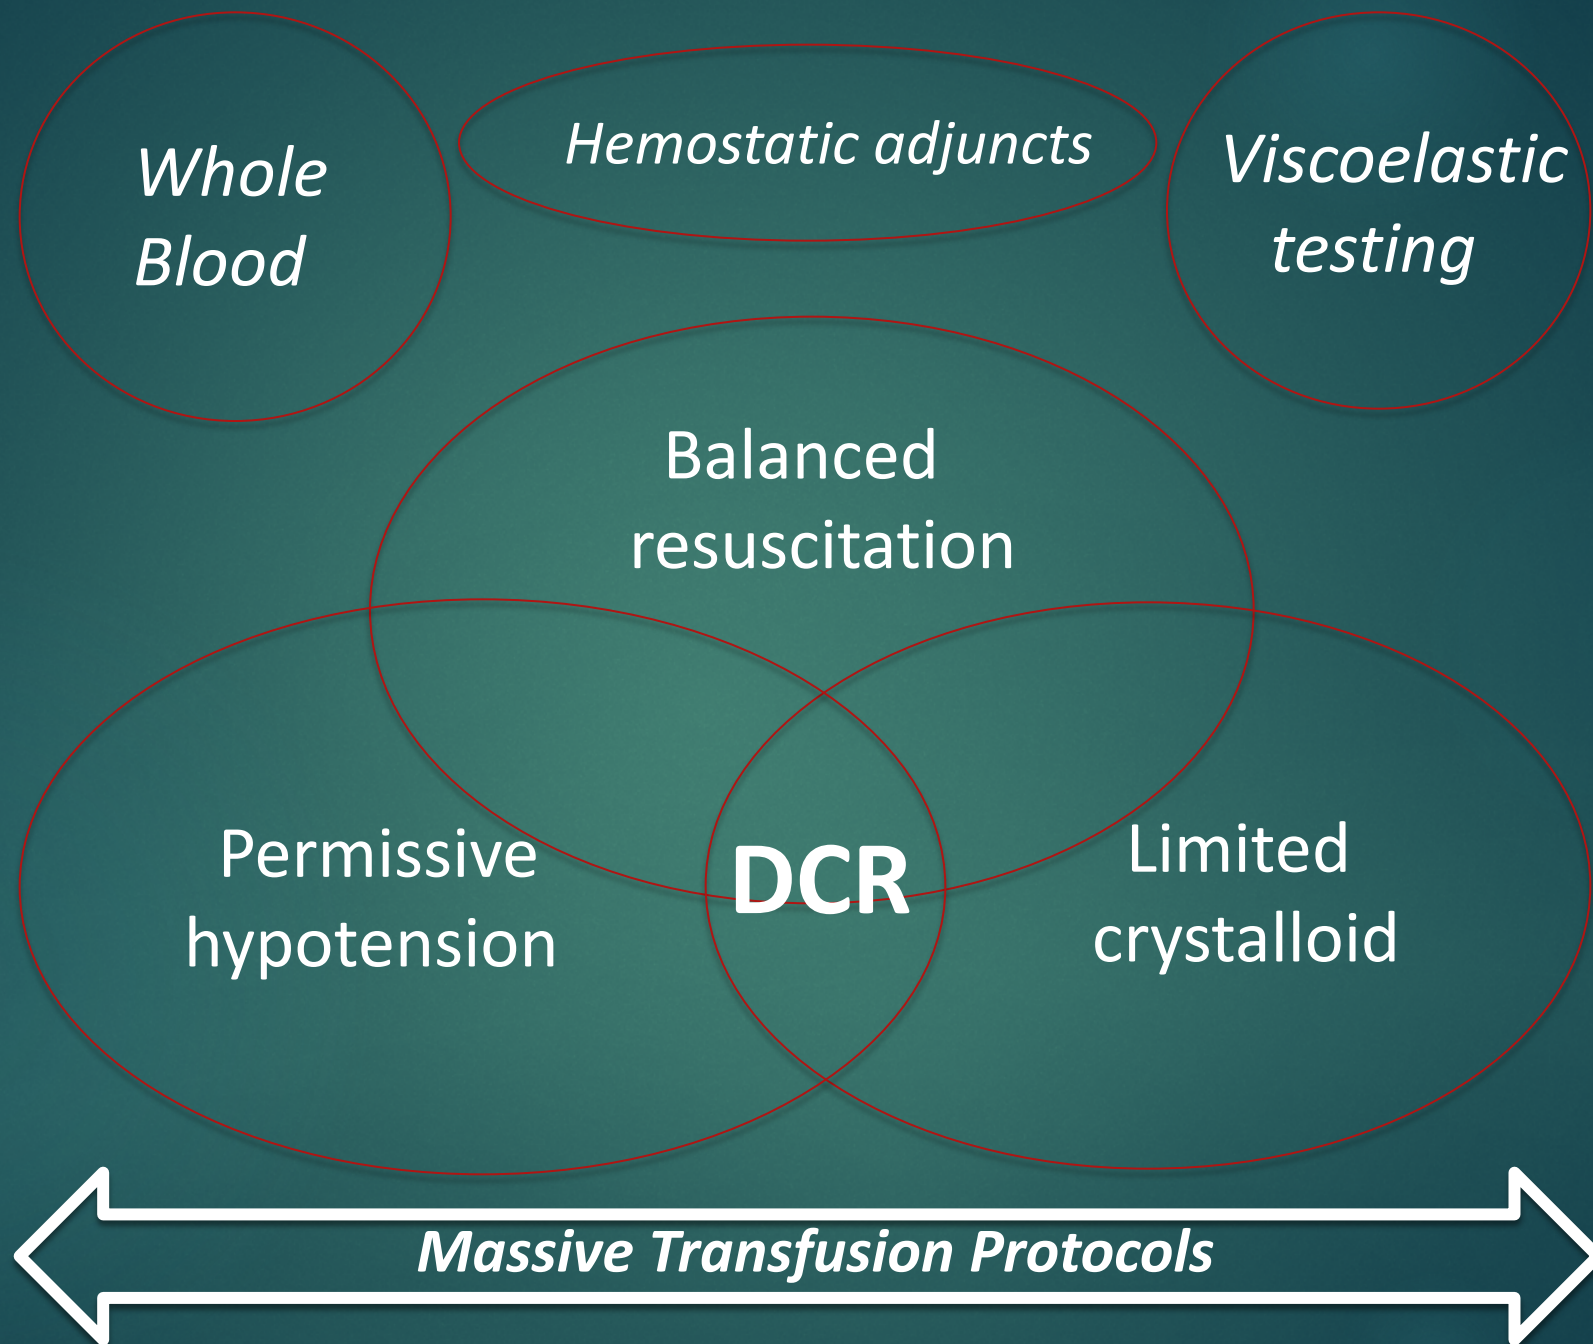 Whole
Blood
Hemostatic adjuncts
Viscoelastic
testing
Balanced
resuscitation
Permissive
hypotension
DCR
Limited
crystalloid
Massive Transfusion Protocols